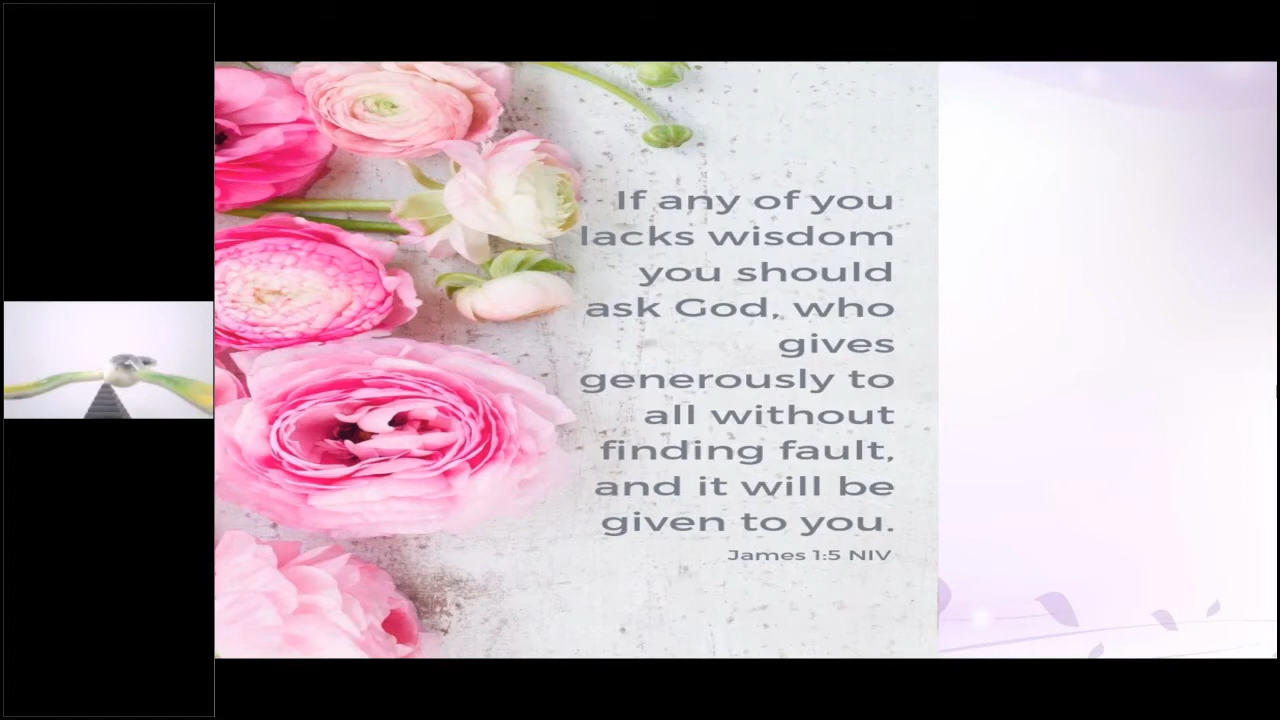 If any of you
lacks wisdom
you should
ask God, who
gives
generously to
all without
finding fault,
and it will be
given to you.
James 1:5 NIV